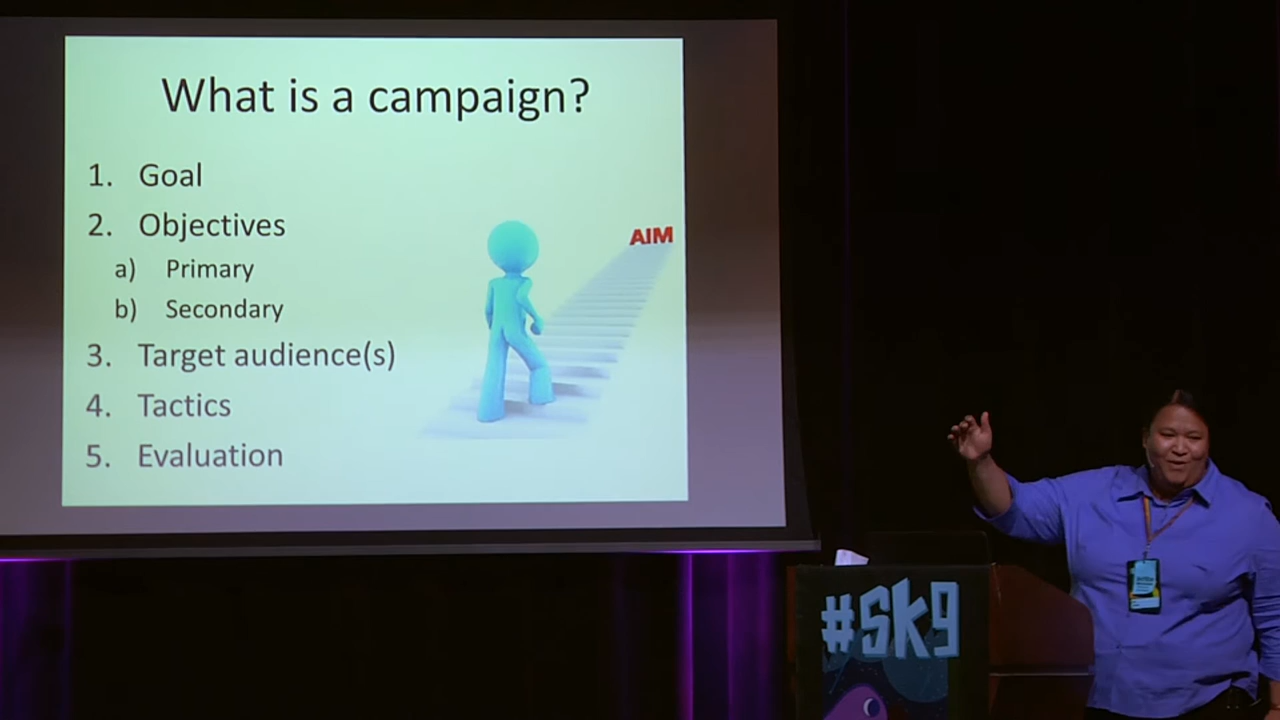 What is a campaign?
1. Goal
2. Objectives
a) Primary
b) Secondary
3. Target audience(s)
4. Tactics
5. Evaluation
AIM
#SK9